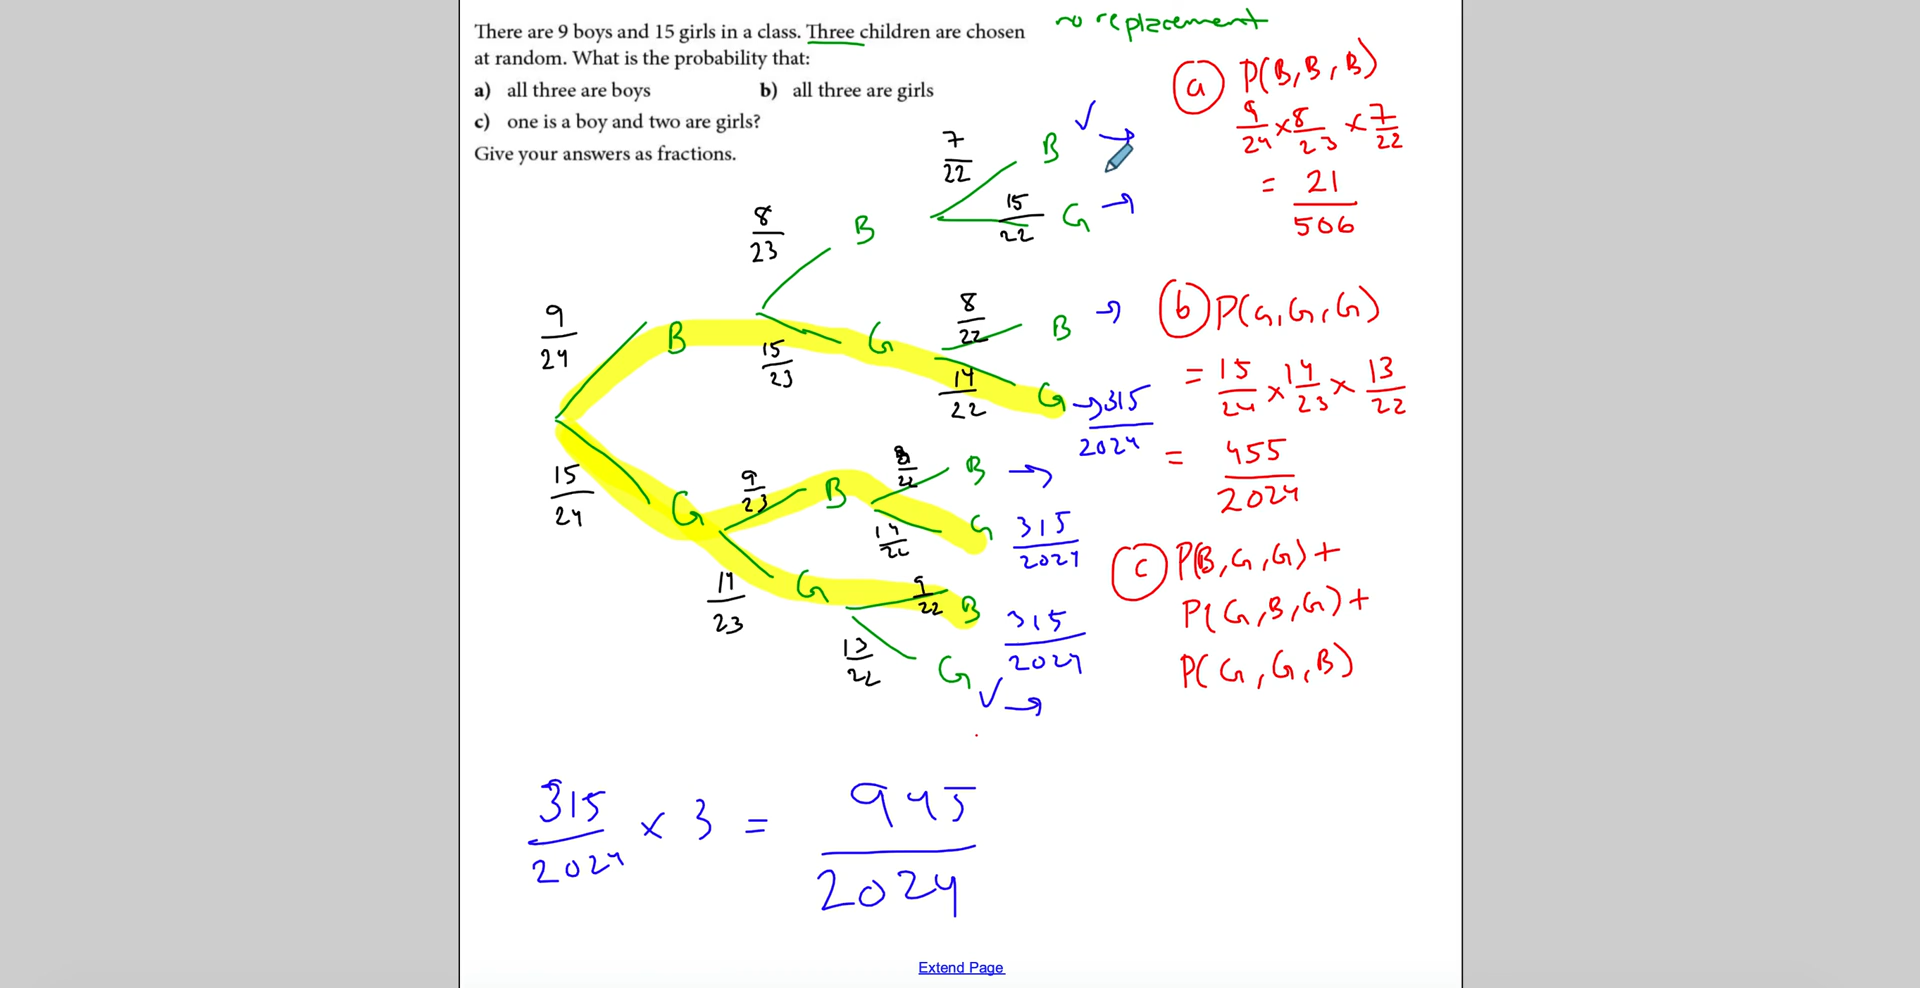 There are 9 boys and 15 girls in a class. Three children are chosen
at random. What is the probability that:
a) all three are boys
b) all three are girls
c) one is a boy and two are girls?
Give your answers as fractions.
no replacement
9/24 B
8/23 B
7/22 B ✓ →
15/22 G →
15/23 G
8/22 B →
14/22 G → 315/2024
15/24 G
9/23 B
8/22 B →
14/22 G 315/2024
14/23 G
9/22 B 315/2024
13/22 G ✓ →
a P(B, B, B)
9/24 × 8/23 × 7/22
= 21/506
b P(G, G, G)
= 15/24 × 14/23 × 13/22
= 455/2024
c P(B, G, G) +
P(G, B, G) +
P(G, G, B)
315/2024 × 3 = 945/2024
Extend Page